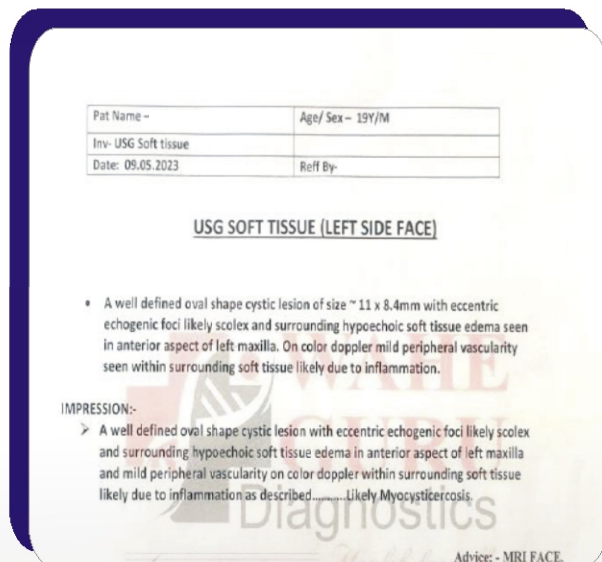 Pat Name –
Age/ Sex – 19Y/M
Inv- USG Soft tissue
Date: 09.05.2023
Reff By-
USG SOFT TISSUE (LEFT SIDE FACE)
• A well defined oval shape cystic lesion of size ~ 11 x 8.4mm with eccentric
echogenic foci likely scolex and surrounding hypoechoic soft tissue edema seen
in anterior aspect of left maxilla. On color doppler mild peripheral vascularity
seen within surrounding soft tissue likely due to inflammation.
IMPRESSION:-
➢ A well defined oval shape cystic lesion with eccentric echogenic foci likely scolex
and surrounding hypoechoic soft tissue edema in anterior aspect of left maxilla
and mild peripheral vascularity on color doppler within surrounding soft tissue
likely due to inflammation as described...........Likely Myocysticercosis.
WAHE
GURU
Diagnostics
Advice: - MRI FACE.